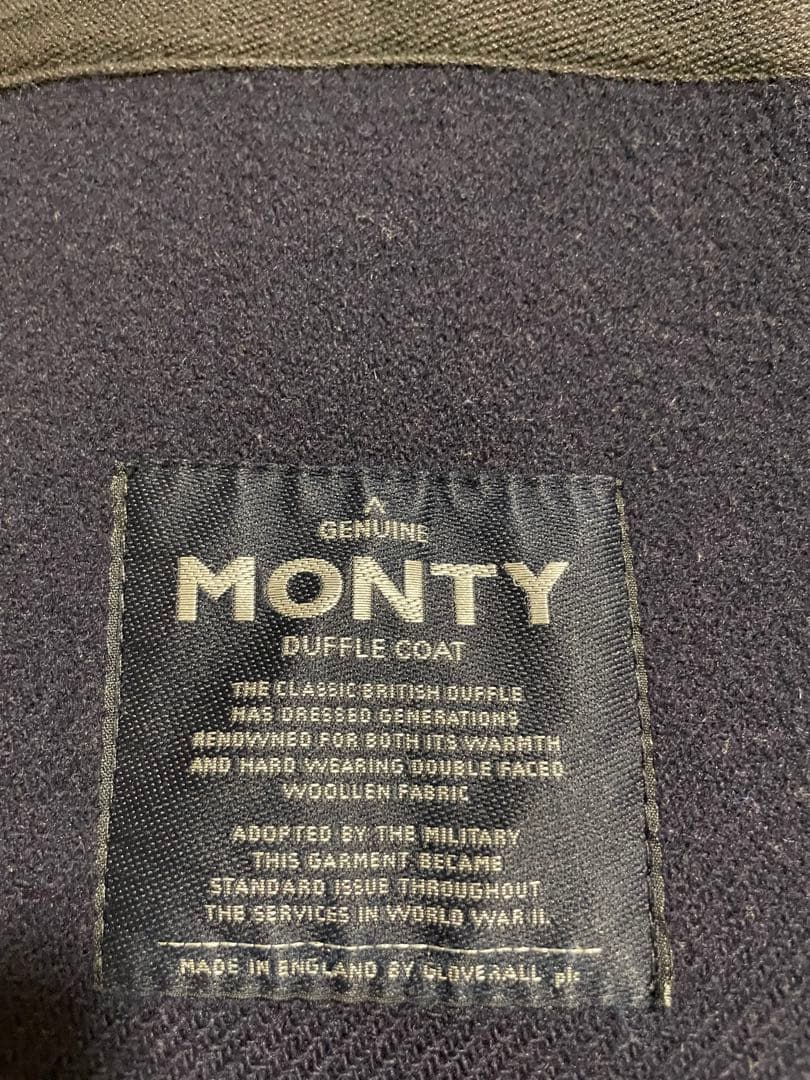 A
GENUINE
MONTY
DUFFLE COAT
THE CLASSIC BRITISH DUFFLE
HAS DRESSED GENERATIONS
RENOWNED FOR BOTH ITS WARMTH
AND HARD WEARING DOUBLE FACED
WOOLLEN FABRIC
ADOPTED BY THE MILITARY
THIS GARMENT BECAME
STANDARD ISSUE THROUGHOUT
THE SERVICES IN WORLD WAR II.
MADE IN ENGLAND BY GLOVERALL plc